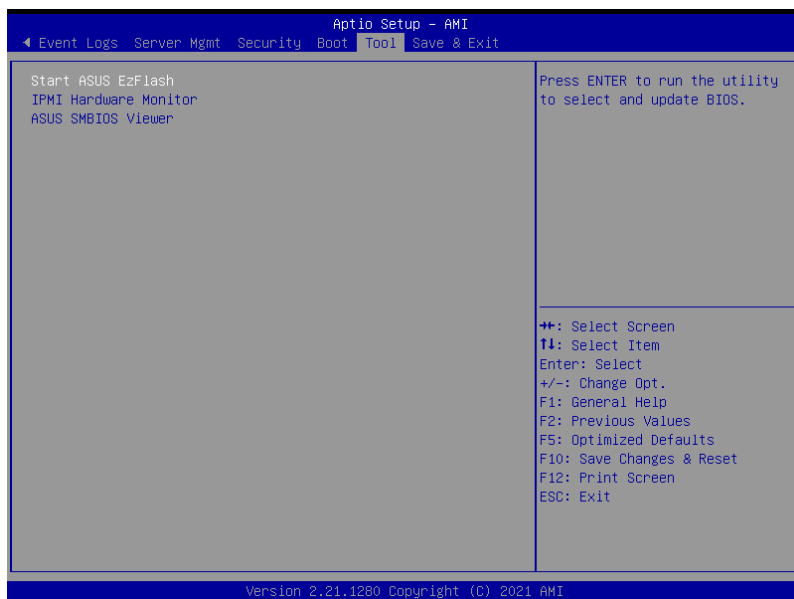 Aptio Setup – AMI
Event Logs Server Mgmt Security Boot Tool Save & Exit
Start ASUS EzFlash
IPMI Hardware Monitor
ASUS SMBIOS Viewer
Press ENTER to run the utility
to select and update BIOS.
→←: Select Screen
↑↓: Select Item
Enter: Select
+/-: Change Opt.
F1: General Help
F2: Previous Values
F5: Optimized Defaults
F10: Save Changes & Reset
F12: Print Screen
ESC: Exit
Version 2.21.1280 Copyright (C) 2021 AMI